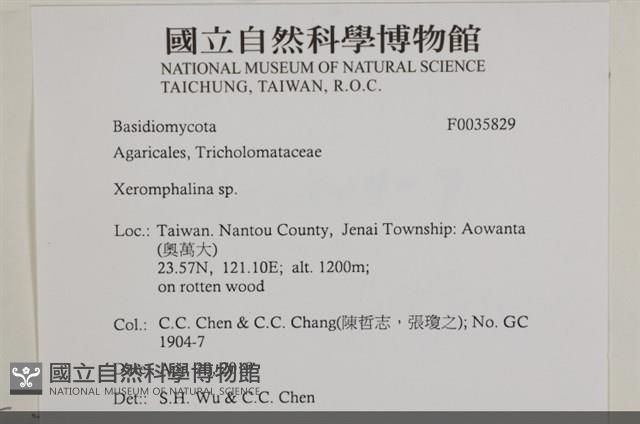 國立自然科學博物館
NATIONAL MUSEUM OF NATURAL SCIENCE
TAICHUNG, TAIWAN, R.O.C.
Basidiomycota F0035829
Agaricales, Tricholomataceae
Xeromphalina sp.
Loc.: Taiwan. Nantou County, Jenai Township: Aowanta
(奧萬大)
23.57N, 121.10E; alt. 1200m;
on rotten wood
Col.: C.C. Chen & C.C. Chang(陳哲志，張瓊之); No. GC
1904-7
國立自然科學博物館
NATIONAL MUSEUM OF NATURAL SCIENCE
Det:: S.H. Wu & C.C. Chen